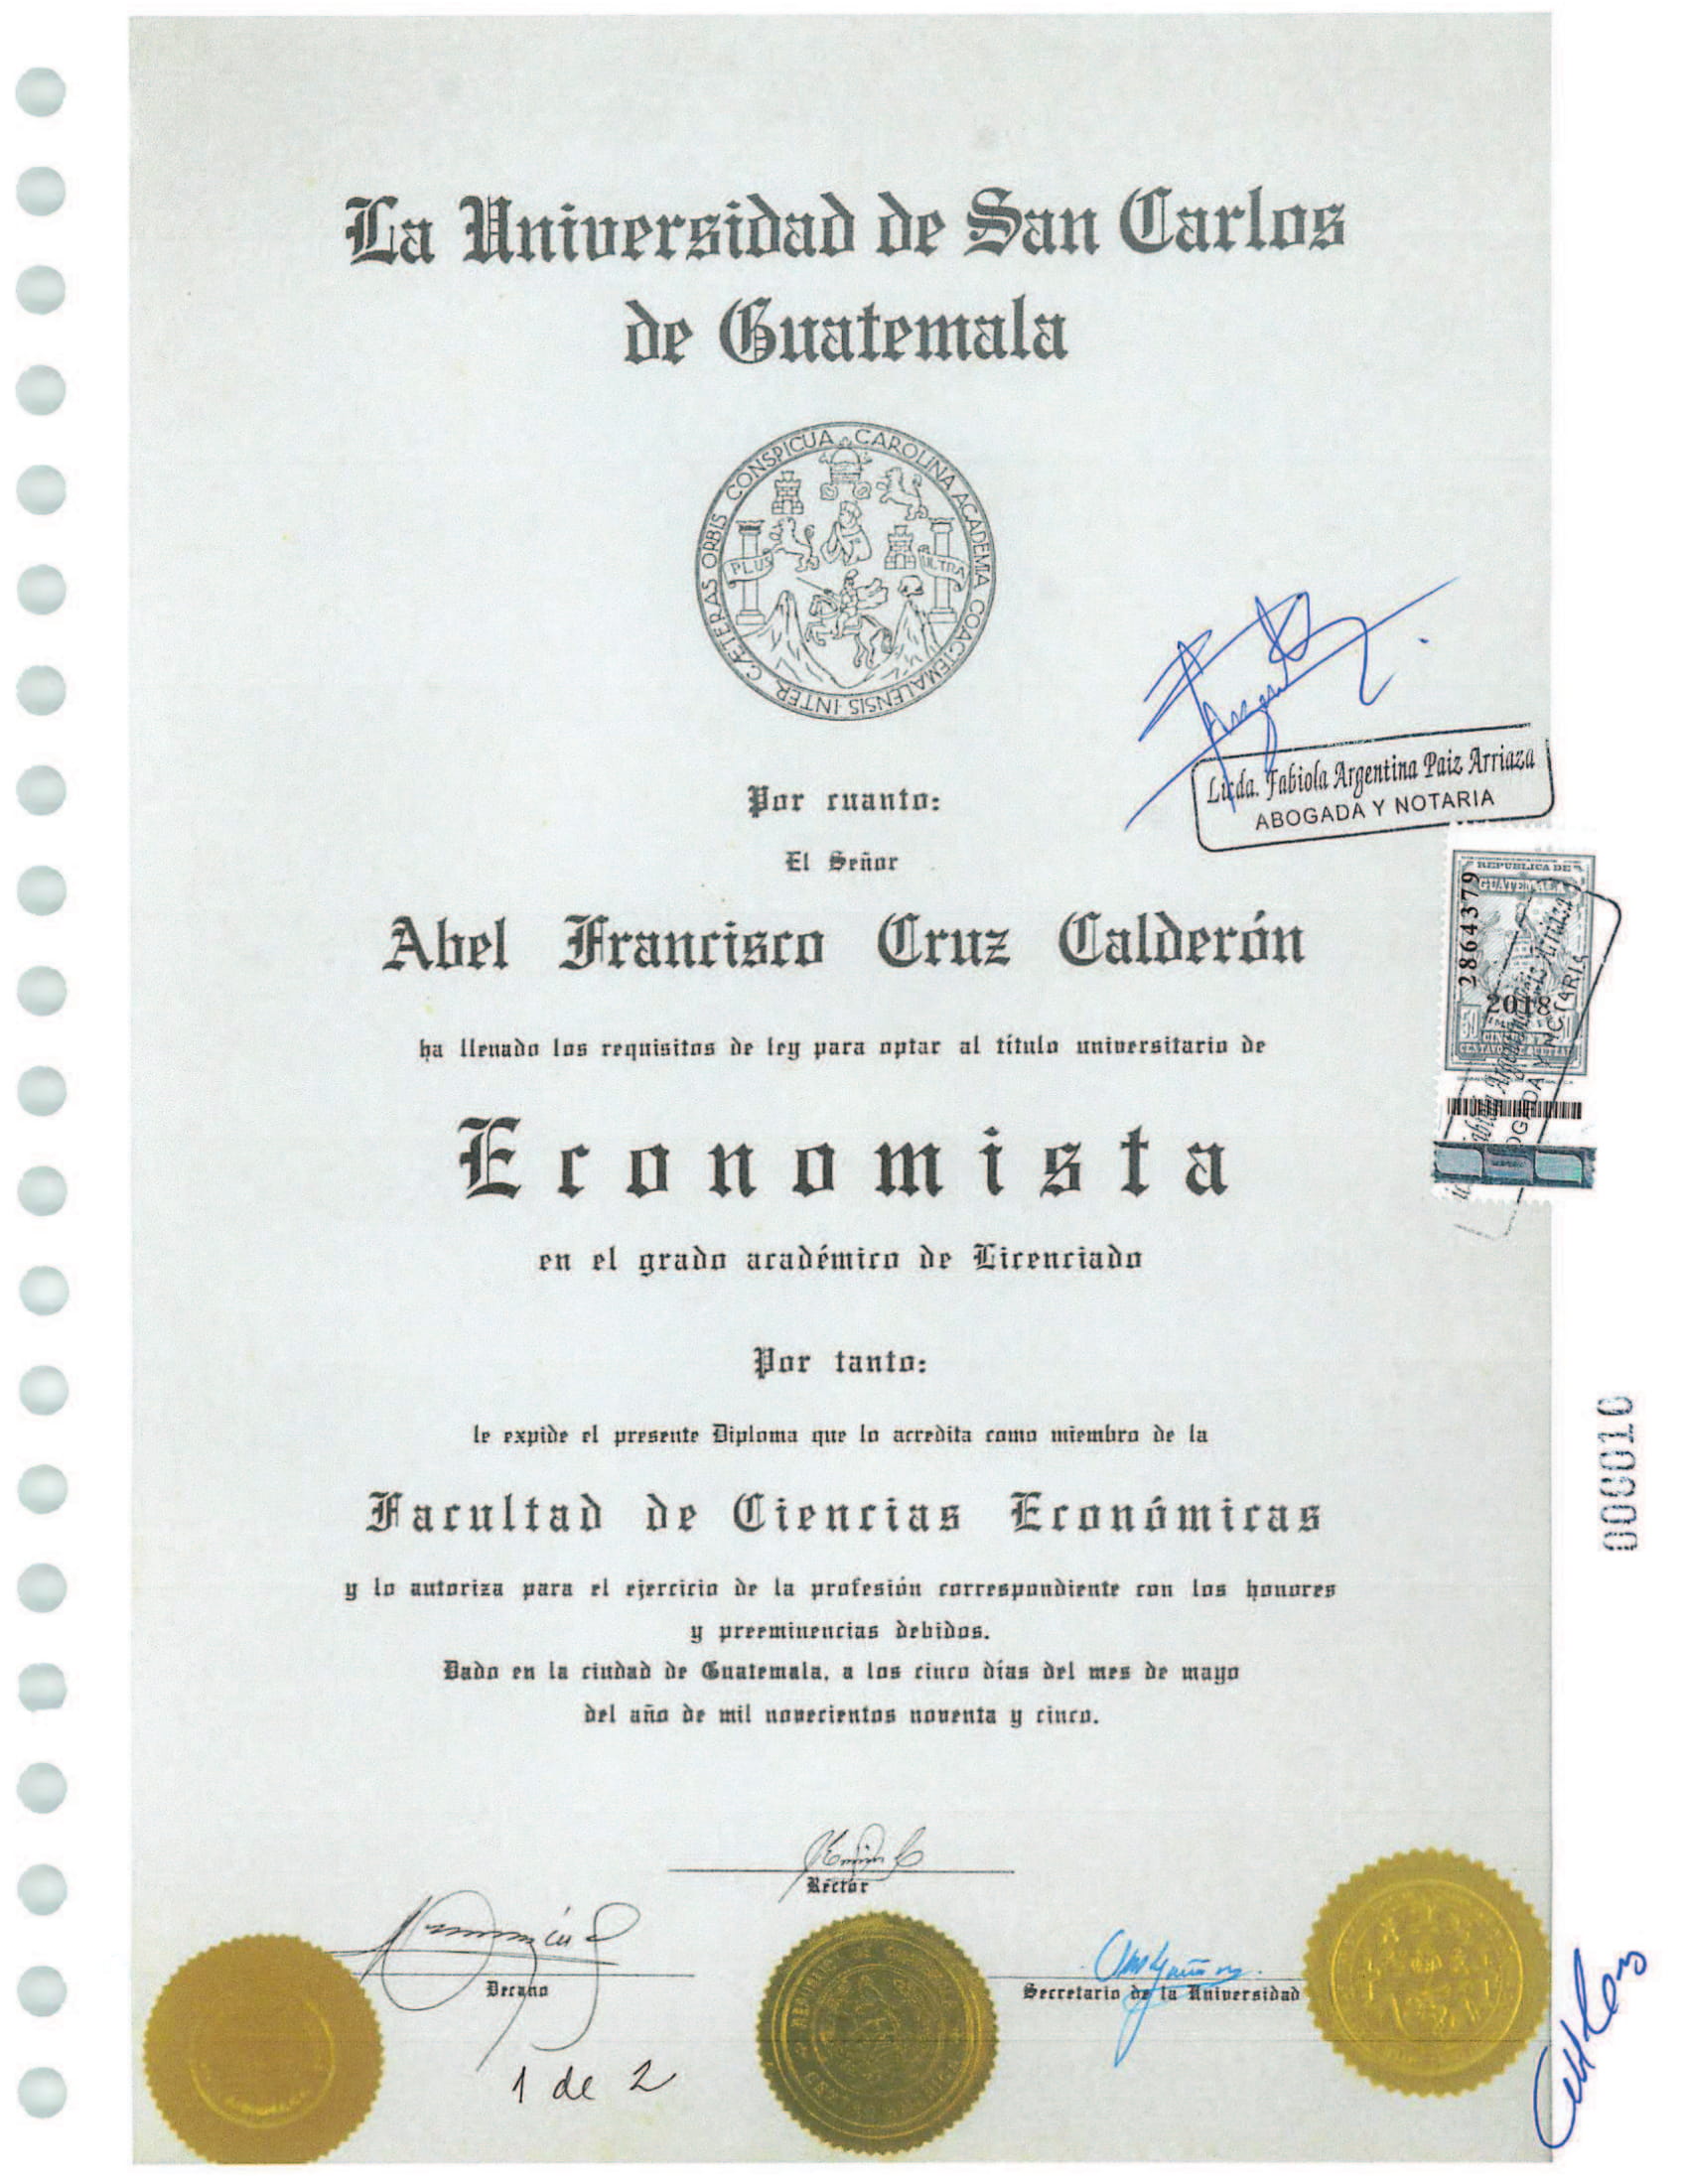 La Universidad de San Carlos
de Guatemala
INTER CÆTERAS ORBIS CONSPICUA CAROLINA ACADEMIA COACTEMALENSIS
PLUS
ULTRA
Por cuanto:
El Señor
Abel Francisco Cruz Calderón
ha llenado los requisitos de ley para optar al título universitario de
Economista
en el grado académico de Licenciado
Por tanto:
le expide el presente Diploma que lo acredita como miembro de la
Facultad de Ciencias Económicas
y lo autoriza para el ejercicio de la profesión correspondiente con los honores
y preeminencias debidos.
Dado en la ciudad de Guatemala, a los cinco días del mes de mayo
del año de mil novecientos noventa y cinco.
Rector
Decano
Secretario de la Universidad
1 de 2
Licda. Fabiola Argentina Paiz Arriaza
ABOGADA Y NOTARIA
REPUBLICA DE
GUATEMALA
2864379
2018
000010